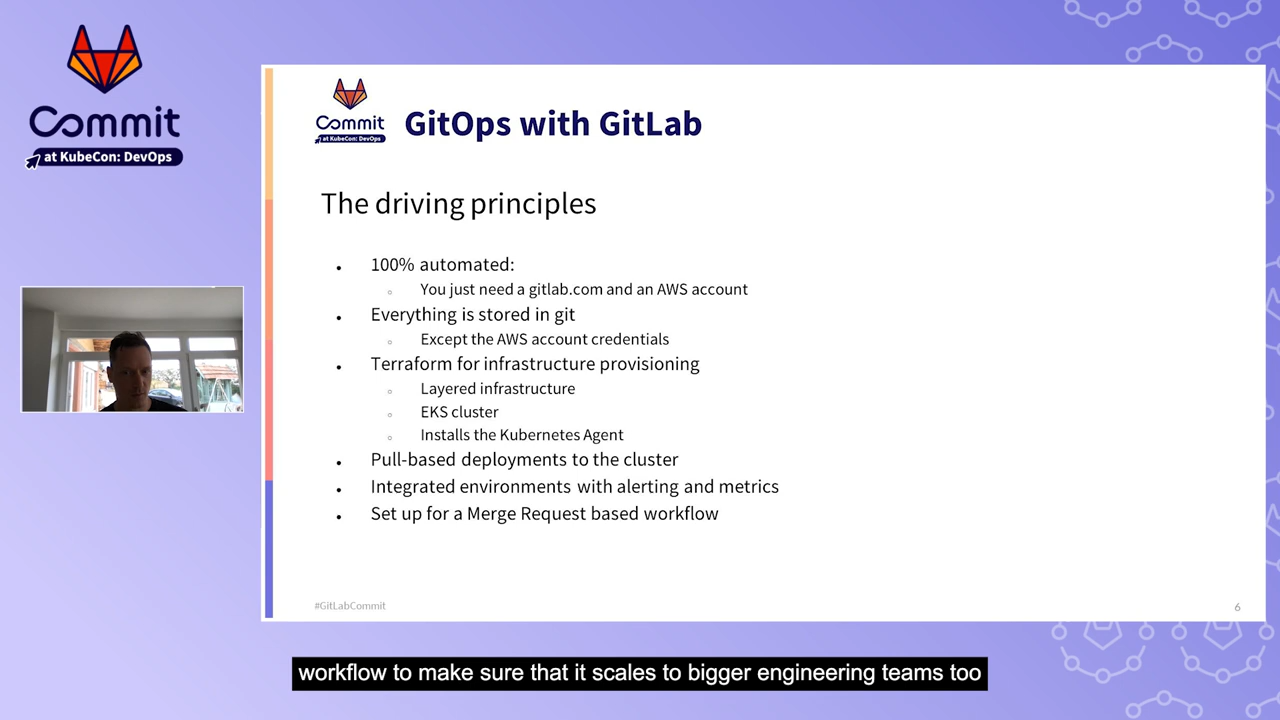 Commit
at KubeCon: DevOps
Commit
at KubeCon: DevOps
GitOps with GitLab
The driving principles
100% automated:
You just need a gitlab.com and an AWS account
Everything is stored in git
Except the AWS account credentials
Terraform for infrastructure provisioning
Layered infrastructure
EKS cluster
Installs the Kubernetes Agent
Pull-based deployments to the cluster
Integrated environments with alerting and metrics
Set up for a Merge Request based workflow
#GitLabCommit
6
workflow to make sure that it scales to bigger engineering teams too